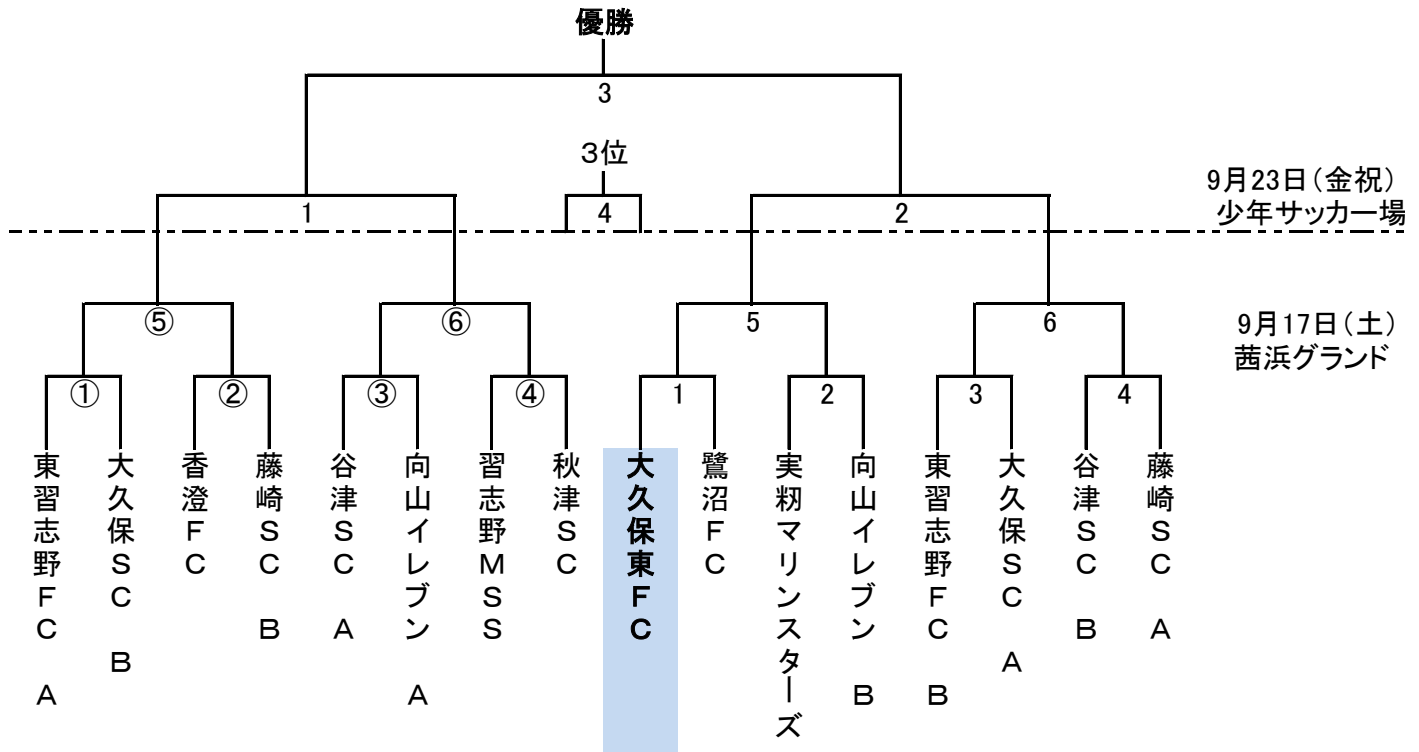 優勝
3
3位
9月23日(金祝)
少年サッカー場
1
4
2
⑤
⑥
5
6
9月17日(土)
茜浜グランド
①
②
③
④
1
2
3
4
東習志野FC A
大久保SC B
香澄FC
藤崎SC B
谷津SC A
向山イレブン A
習志野MSS
秋津SC
大久保東FC
鷺沼FC
実籾マリンスターズ
向山イレブン B
東習志野FC B
大久保SC A
谷津SC B
藤崎SC A